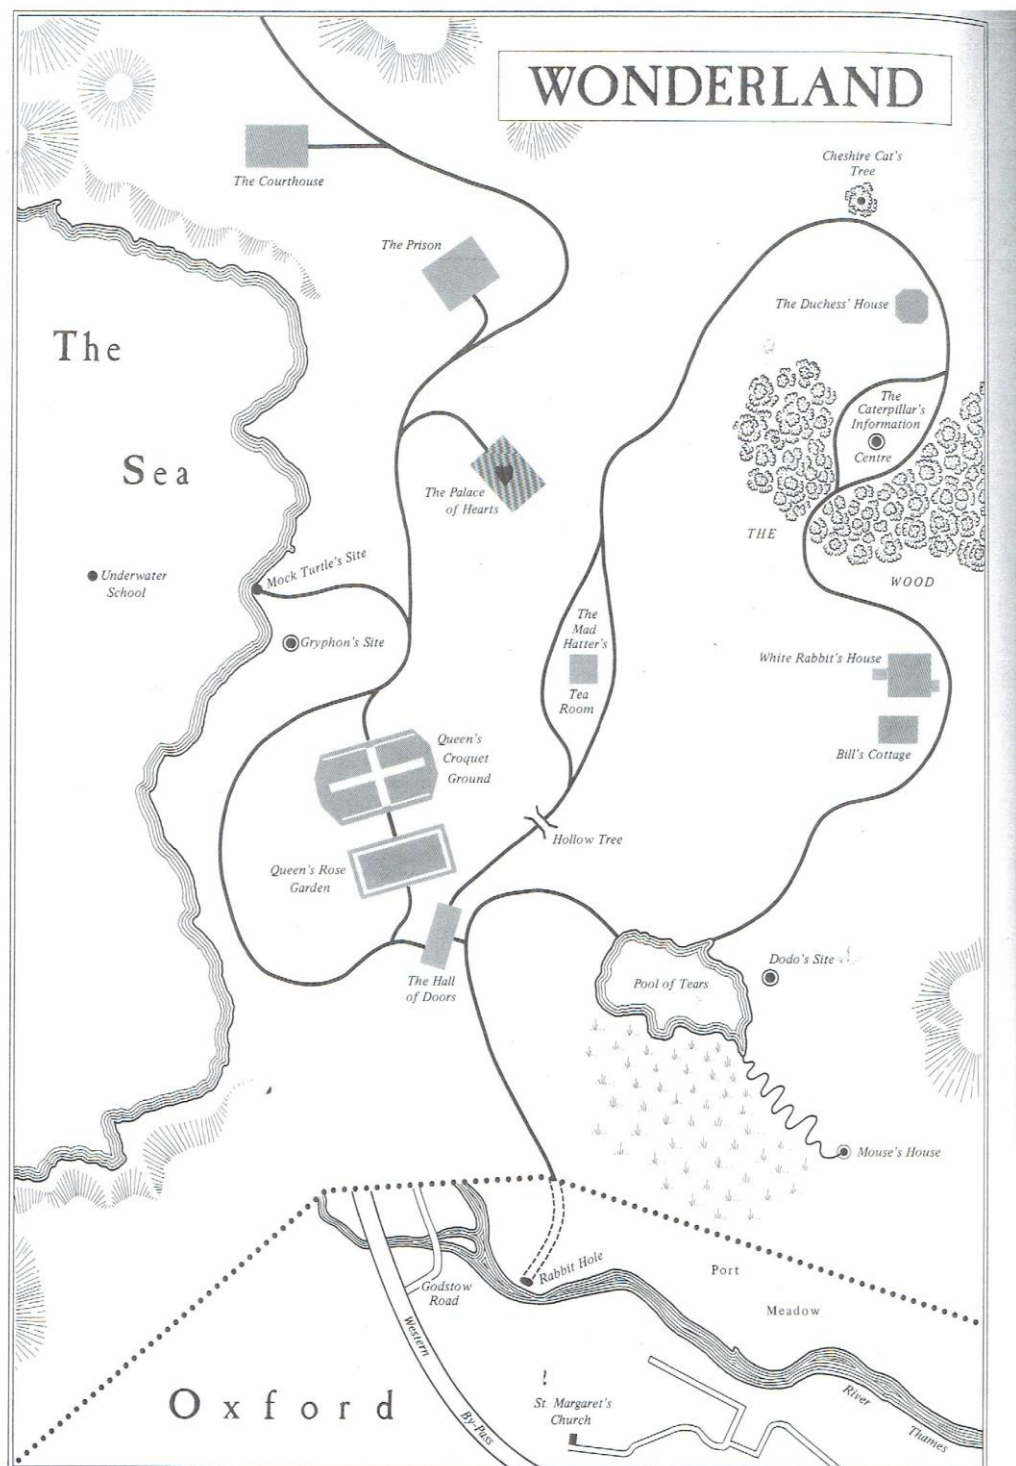 WONDERLAND
Cheshire Cat's
Tree
The Courthouse
The Prison
The Duchess' House
The
Sea
The
Caterpillar's
Information
Centre
The Palace
of Hearts
THE
WOOD
Mock Turtle's Site
Underwater
School
Gryphon's Site
The
Mad
Hatter's
Tea
Room
White Rabbit's House
Bill's Cottage
Queen's
Croquet
Ground
Hollow Tree
Queen's Rose
Garden
The Hall
of Doors
Pool of Tears
Dodo's Site
Mouse's House
Rabbit Hole
Port
Meadow
Godstow
Road
Western
By-Pass
Oxford
St. Margaret's
Church
River
Thames